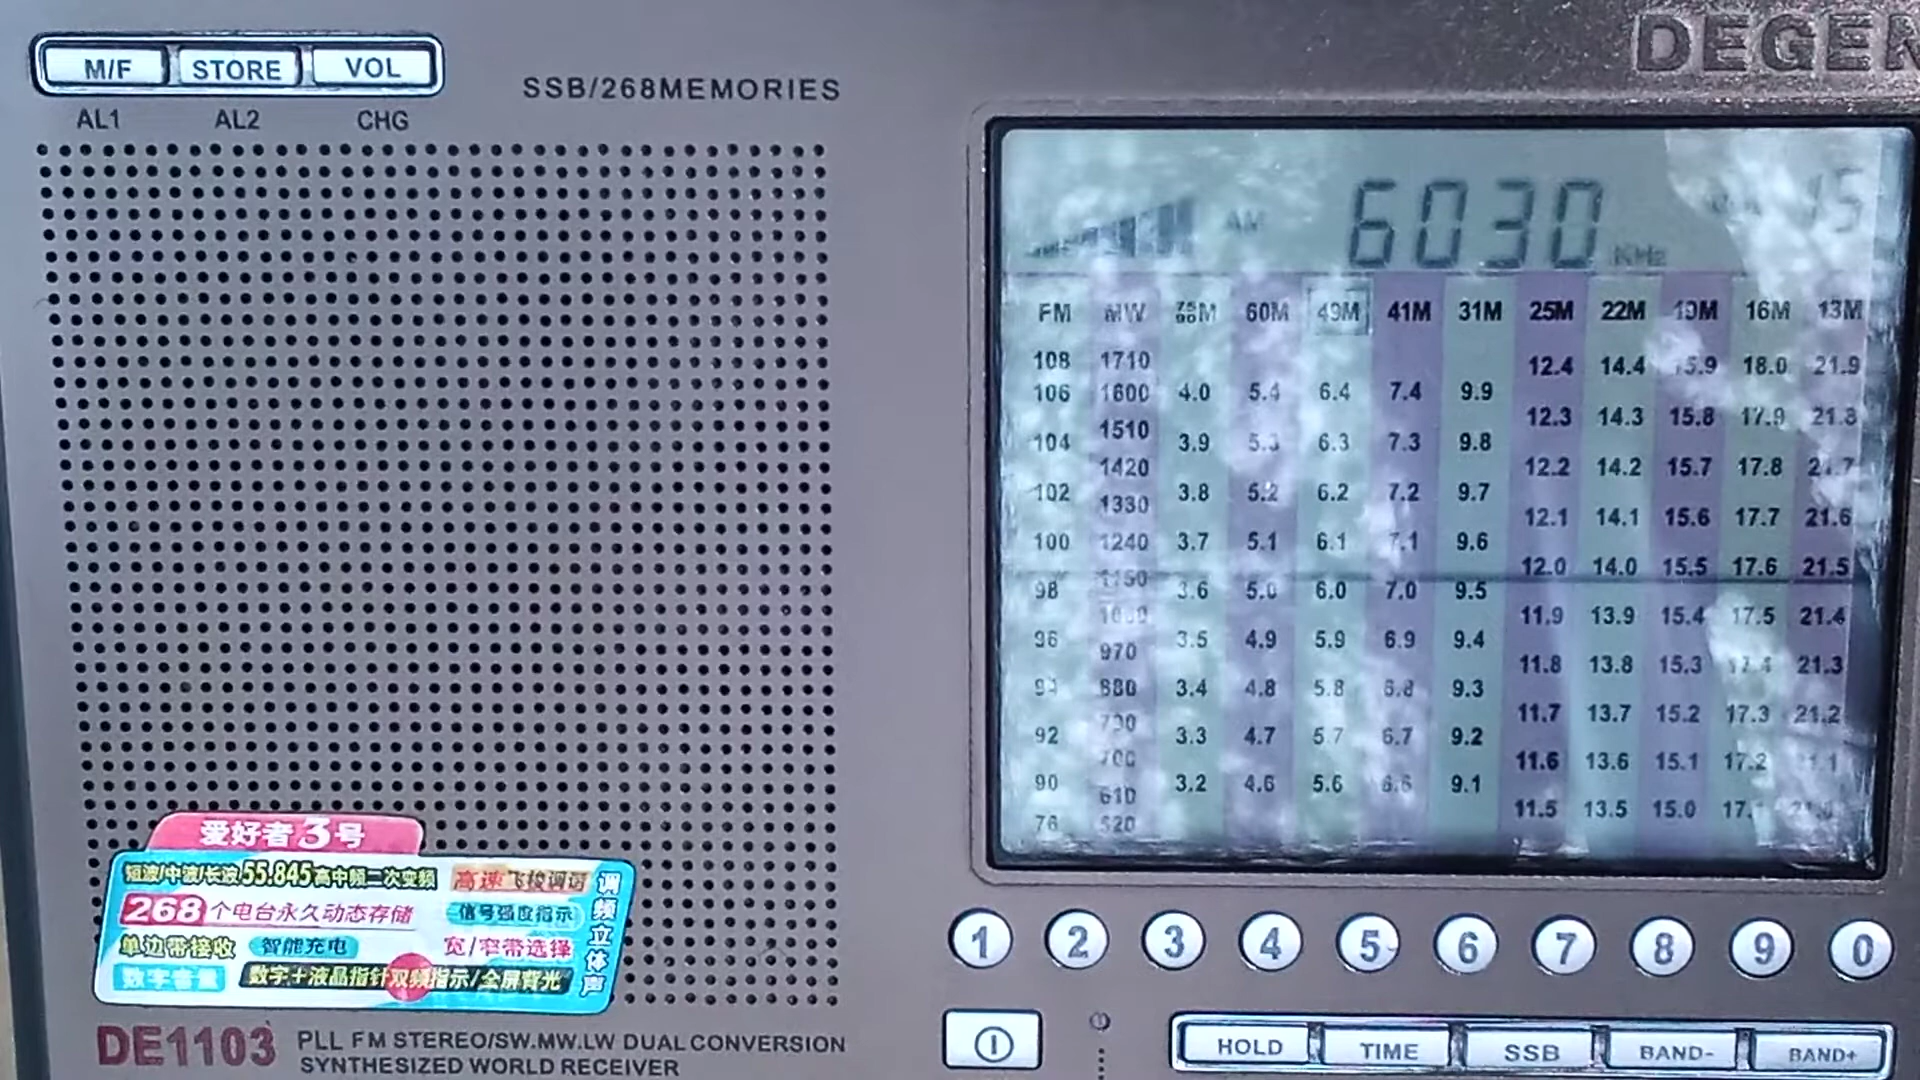 M/F STORE VOL
AL1 AL2 CHG
SSB/268MEMORIES
DEGEN
AM 6030 KHz 15
FM MW 75 90 M 60M 49M 41M 31M 25M 22M 19M 16M 13M
108 1710 12.4 14.4 15.9 18.0 21.9
106 1600 4.0 5.4 6.4 7.4 9.9
1510 12.3 14.3 15.8 17.9 21.8
104 3.9 5.3 6.3 7.3 9.8
1420 12.2 14.2 15.7 17.8 21.7
102 1330 3.8 5.2 6.2 7.2 9.7
12.1 14.1 15.6 17.7 21.6
100 1240 3.7 5.1 6.1 7.1 9.6
1150 12.0 14.0 15.5 17.6 21.5
98 3.6 5.0 6.0 7.0 9.5
11.9 13.9 15.4 17.5 21.4
96 970 3.5 4.9 5.9 6.9 9.4
11.8 13.8 15.3 17.4 21.3
94 880 3.4 4.8 5.8 6.8 9.3
11.7 13.7 15.2 17.3 21.2
92 3.3 4.7 5.7 6.7 9.2
700 11.6 13.6 15.1 17.2
90 610 3.2 4.6 5.6 6.6 9.1
76 520 11.5 13.5 15.0
爱好者3号
短波/中波/长波55.845高中频二次变频 高速飞梭调谐
268个电台永久动态存储 信号强度指示
单边带接收 智能充电 宽/窄带选择
数字音量 数字+液晶指针双频指示/全屏背光
调频立体声
1 2 3 4 5 6 7 8 9 0
DE1103 PLL FM STEREO/SW.MW.LW DUAL CONVERSION
SYNTHESIZED WORLD RECEIVER
HOLD TIME SSB BAND- BAND+